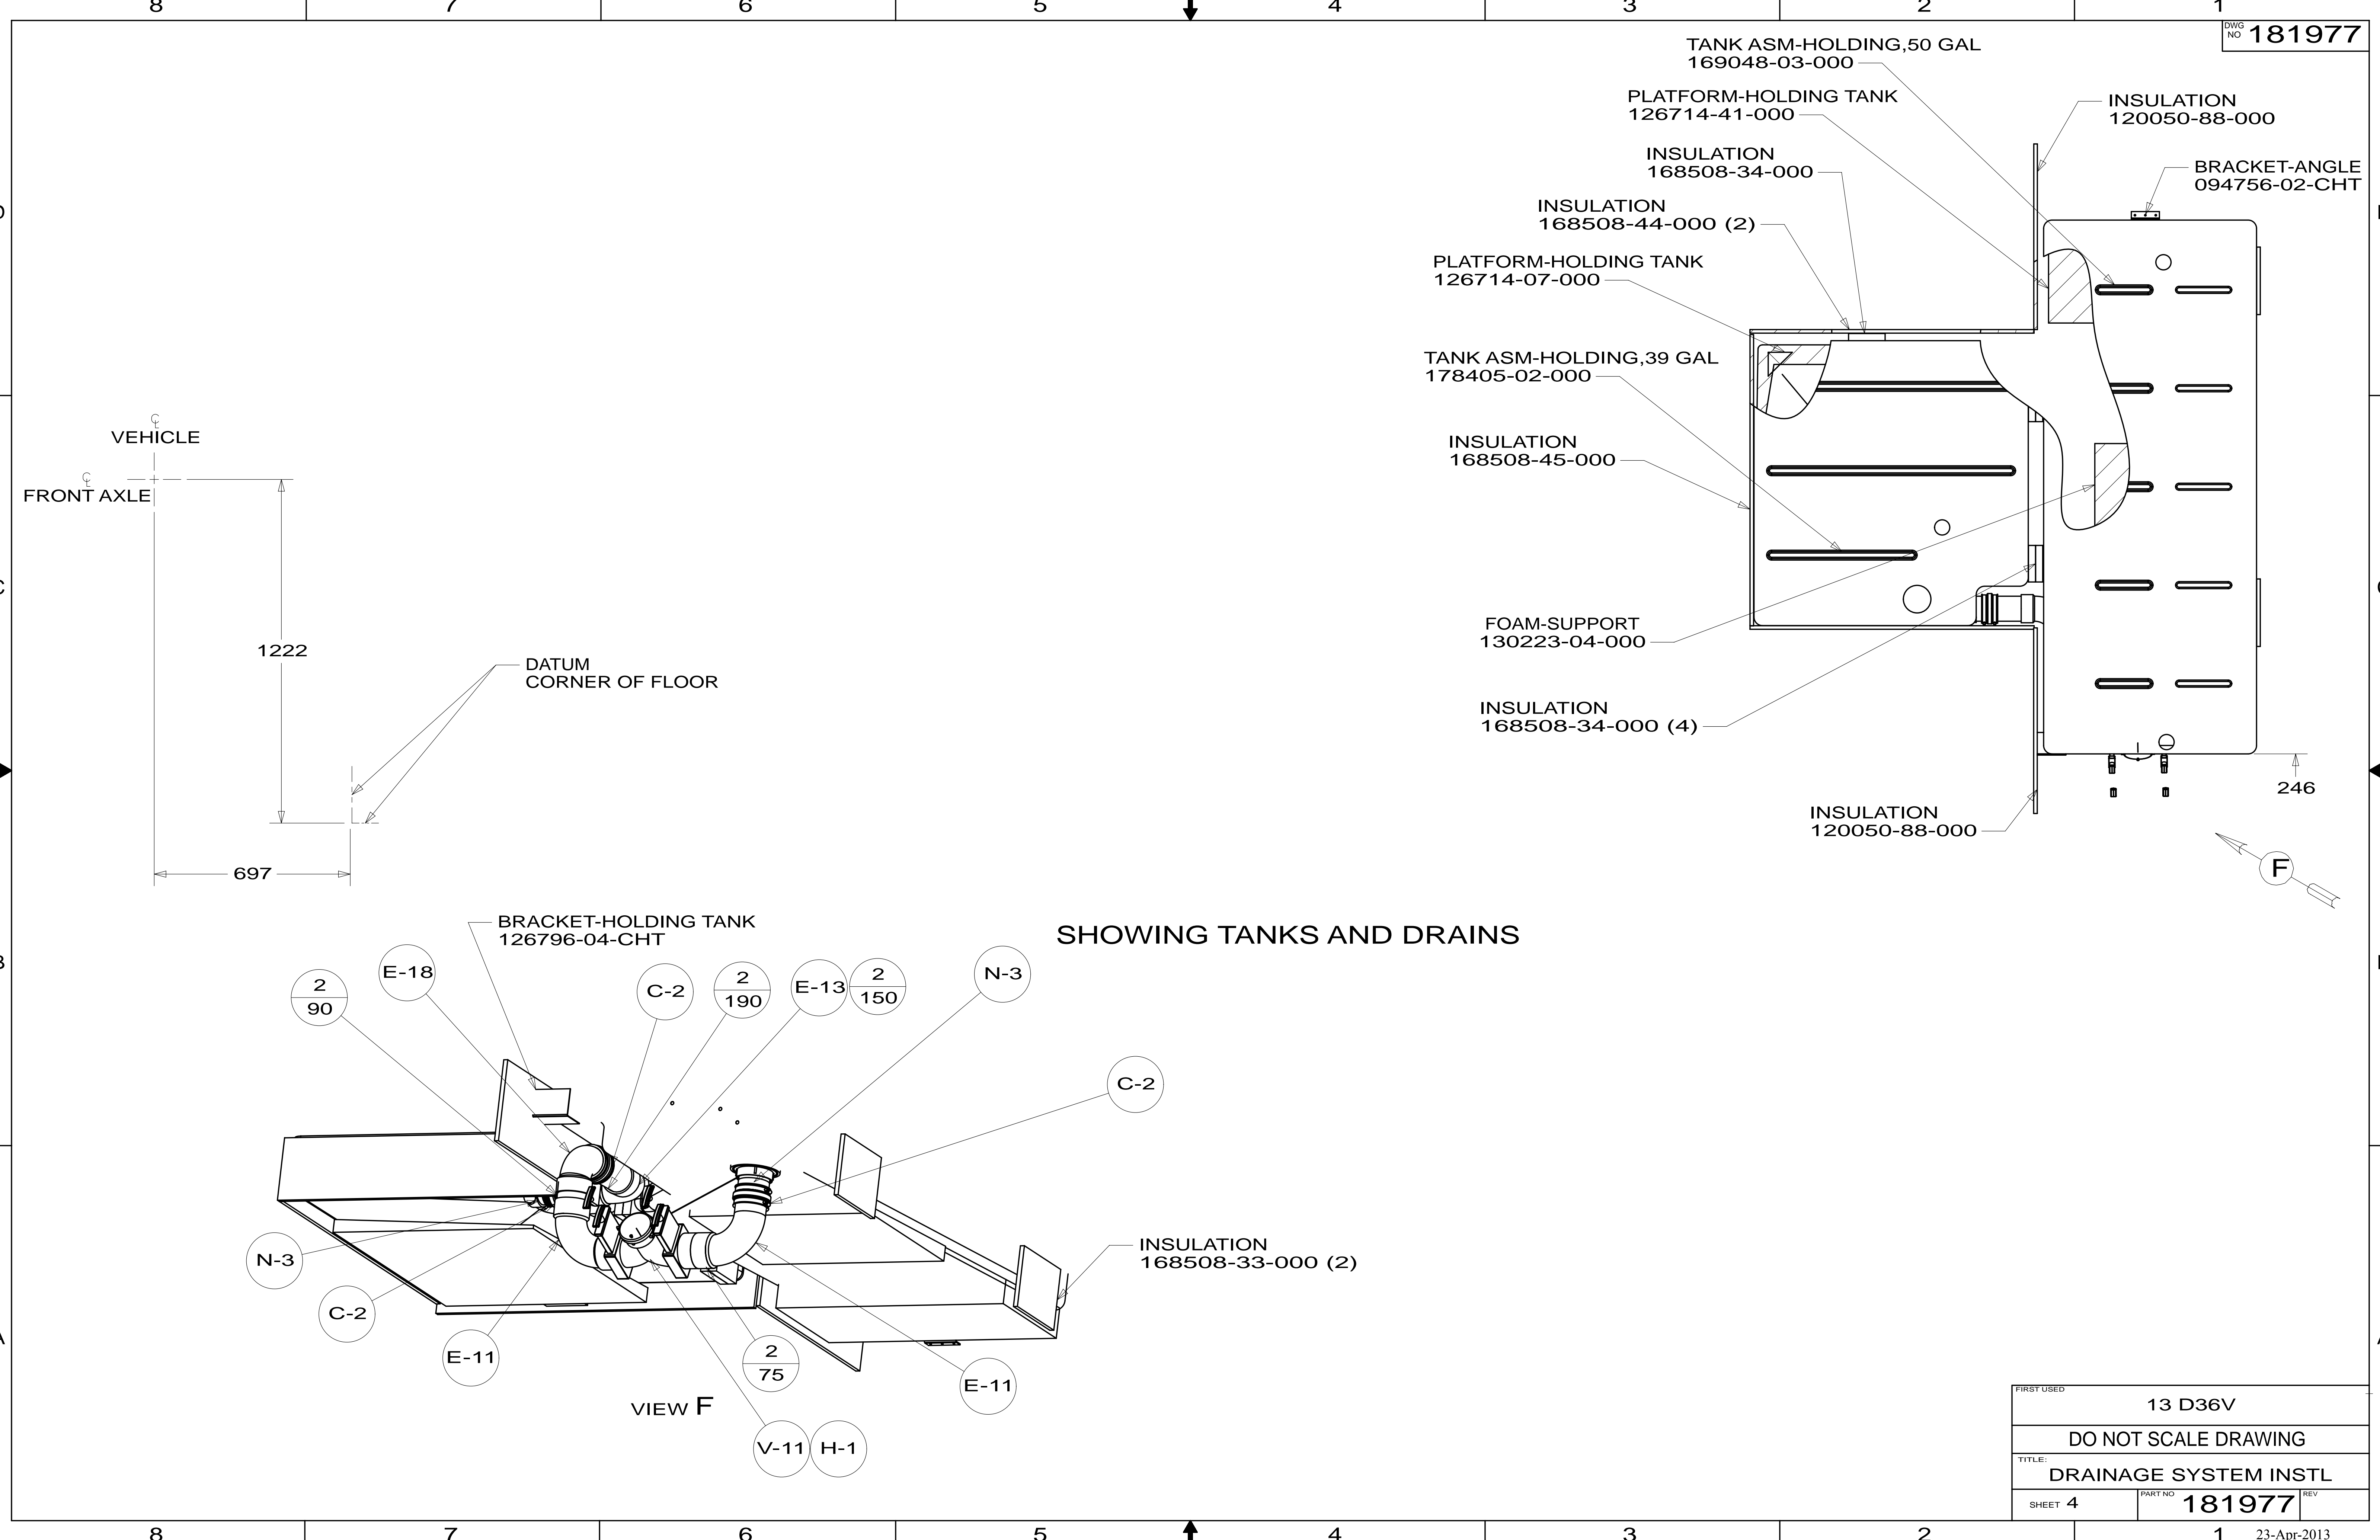 8 7 6 5 4 3 2 1
DWG
NO 181977
TANK ASM-HOLDING,50 GAL
169048-03-000
PLATFORM-HOLDING TANK
126714-41-000
INSULATION
120050-88-000
INSULATION
168508-34-000
BRACKET-ANGLE
094756-02-CHT
INSULATION
168508-44-000 (2)
PLATFORM-HOLDING TANK
126714-07-000
TANK ASM-HOLDING,39 GAL
178405-02-000
INSULATION
168508-45-000
FOAM-SUPPORT
130223-04-000
INSULATION
168508-34-000 (4)
246
INSULATION
120050-88-000
F
VEHICLE
FRONT AXLE
1222
DATUM
CORNER OF FLOOR
697
SHOWING TANKS AND DRAINS
BRACKET-HOLDING TANK
126796-04-CHT
2
90
E-18
C-2
2
190
E-13
2
150
N-3
C-2
INSULATION
168508-33-000 (2)
N-3
C-2
E-11
2
75
E-11
V-11
H-1
VIEW F
FIRST USED
13 D36V
DO NOT SCALE DRAWING
TITLE:
DRAINAGE SYSTEM INSTL
SHEET 4
PART NO 181977
REV
8 7 6 5 4 3 2 1
23-Apr-2013